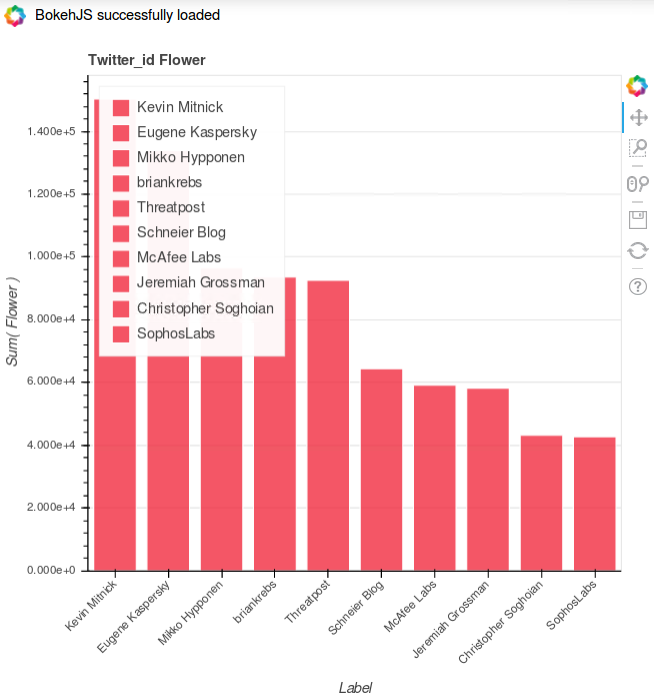 BokehJS successfully loaded
Twitter_id Flower
Kevin Mitnick
Eugene Kaspersky
Mikko Hypponen
briankrebs
Threatpost
Schneier Blog
McAfee Labs
Jeremiah Grossman
Christopher Soghoian
SophosLabs
1.400e+5
1.200e+5
1.000e+5
8.000e+4
6.000e+4
4.000e+4
2.000e+4
0.000e+0
Sum( Flower )
Kevin Mitnick
Eugene Kaspersky
Mikko Hypponen
briankrebs
Threatpost
Schneier Blog
McAfee Labs
Jeremiah Grossman
Christopher Soghoian
SophosLabs
Label